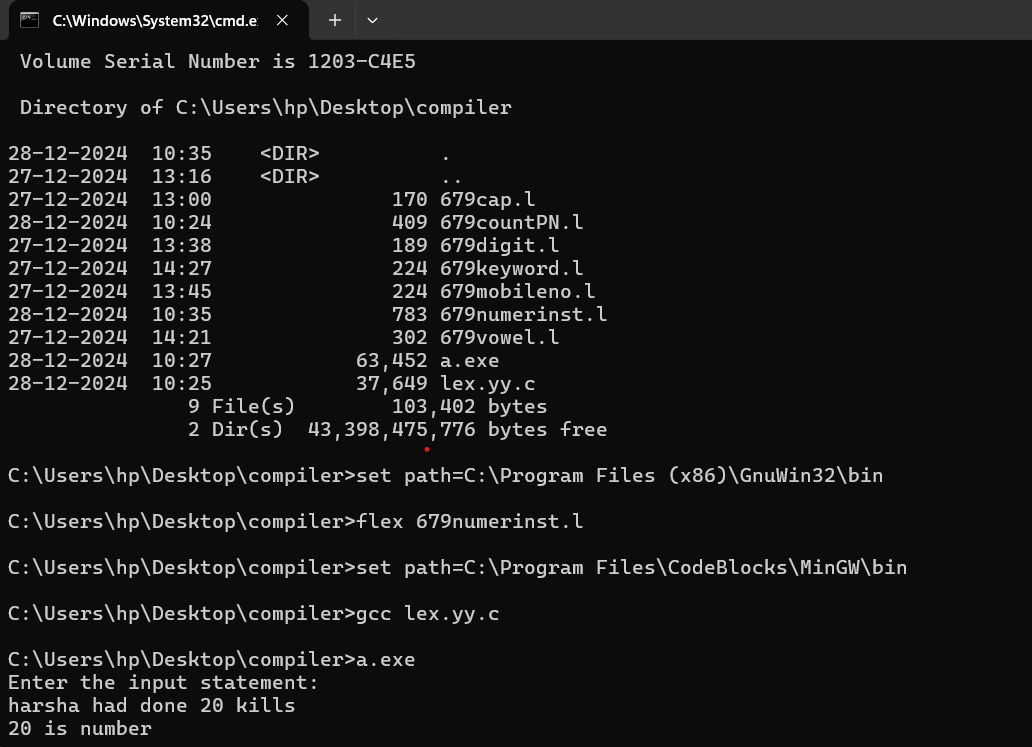 C:\Windows\System32\cmd.e
Volume Serial Number is 1203-C4E5
Directory of C:\Users\hp\Desktop\compiler
28-12-2024  10:35    <DIR>          .
27-12-2024  13:16    <DIR>          ..
27-12-2024  13:00               170 679cap.l
28-12-2024  10:24               409 679countPN.l
27-12-2024  13:38               189 679digit.l
27-12-2024  14:27               224 679keyword.l
27-12-2024  13:45               224 679mobileno.l
28-12-2024  10:35               783 679numerinst.l
27-12-2024  14:21               302 679vowel.l
28-12-2024  10:27            63,452 a.exe
28-12-2024  10:25            37,649 lex.yy.c
9 File(s)        103,402 bytes
2 Dir(s)  43,398,475,776 bytes free
C:\Users\hp\Desktop\compiler>set path=C:\Program Files (x86)\GnuWin32\bin
C:\Users\hp\Desktop\compiler>flex 679numerinst.l
C:\Users\hp\Desktop\compiler>set path=C:\Program Files\CodeBlocks\MinGW\bin
C:\Users\hp\Desktop\compiler>gcc lex.yy.c
C:\Users\hp\Desktop\compiler>a.exe
Enter the input statement:
harsha had done 20 kills
20 is number